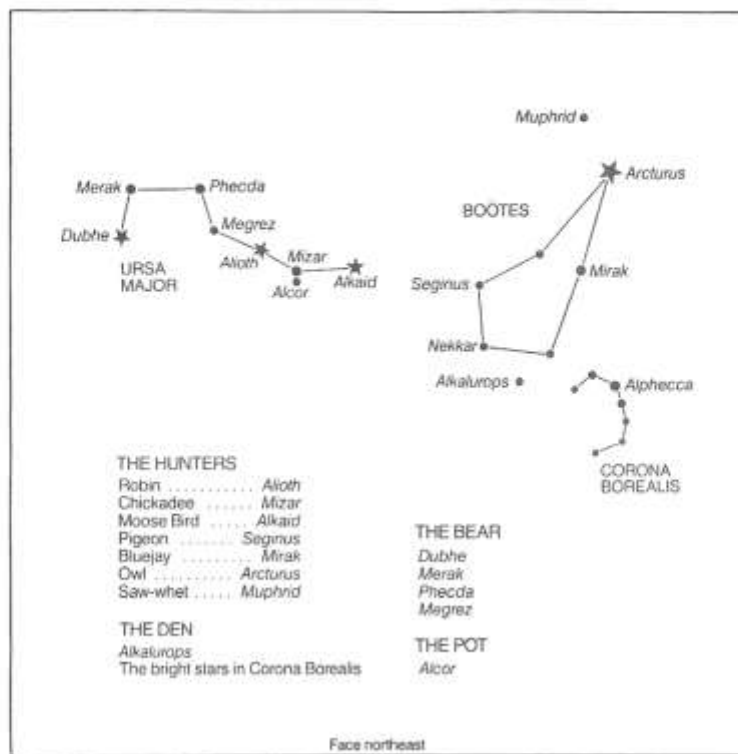 Muphrid
Merak
Phecda
Arcturus
BOÖTES
Megrez
Dubhe
Mizar
URSA
MAJOR
Alioth
Alcor
Alkaid
Mirak
Seginus
Nekkar
Alkalurops
Alphecca
CORONA
BOREALIS
THE HUNTERS
Robin ........... Alioth
Chickadee ...... Mizar
Moose Bird ..... Alkaid
Pigeon ....... Seginus
Bluejay ......... Mirak
Owl .......... Arcturus
Saw-whet ..... Muphrid
THE DEN
Alkalurops
The bright stars in Corona Borealis
THE BEAR
Dubhe
Merak
Phecda
Megrez
THE POT
Alcor
Face northeast